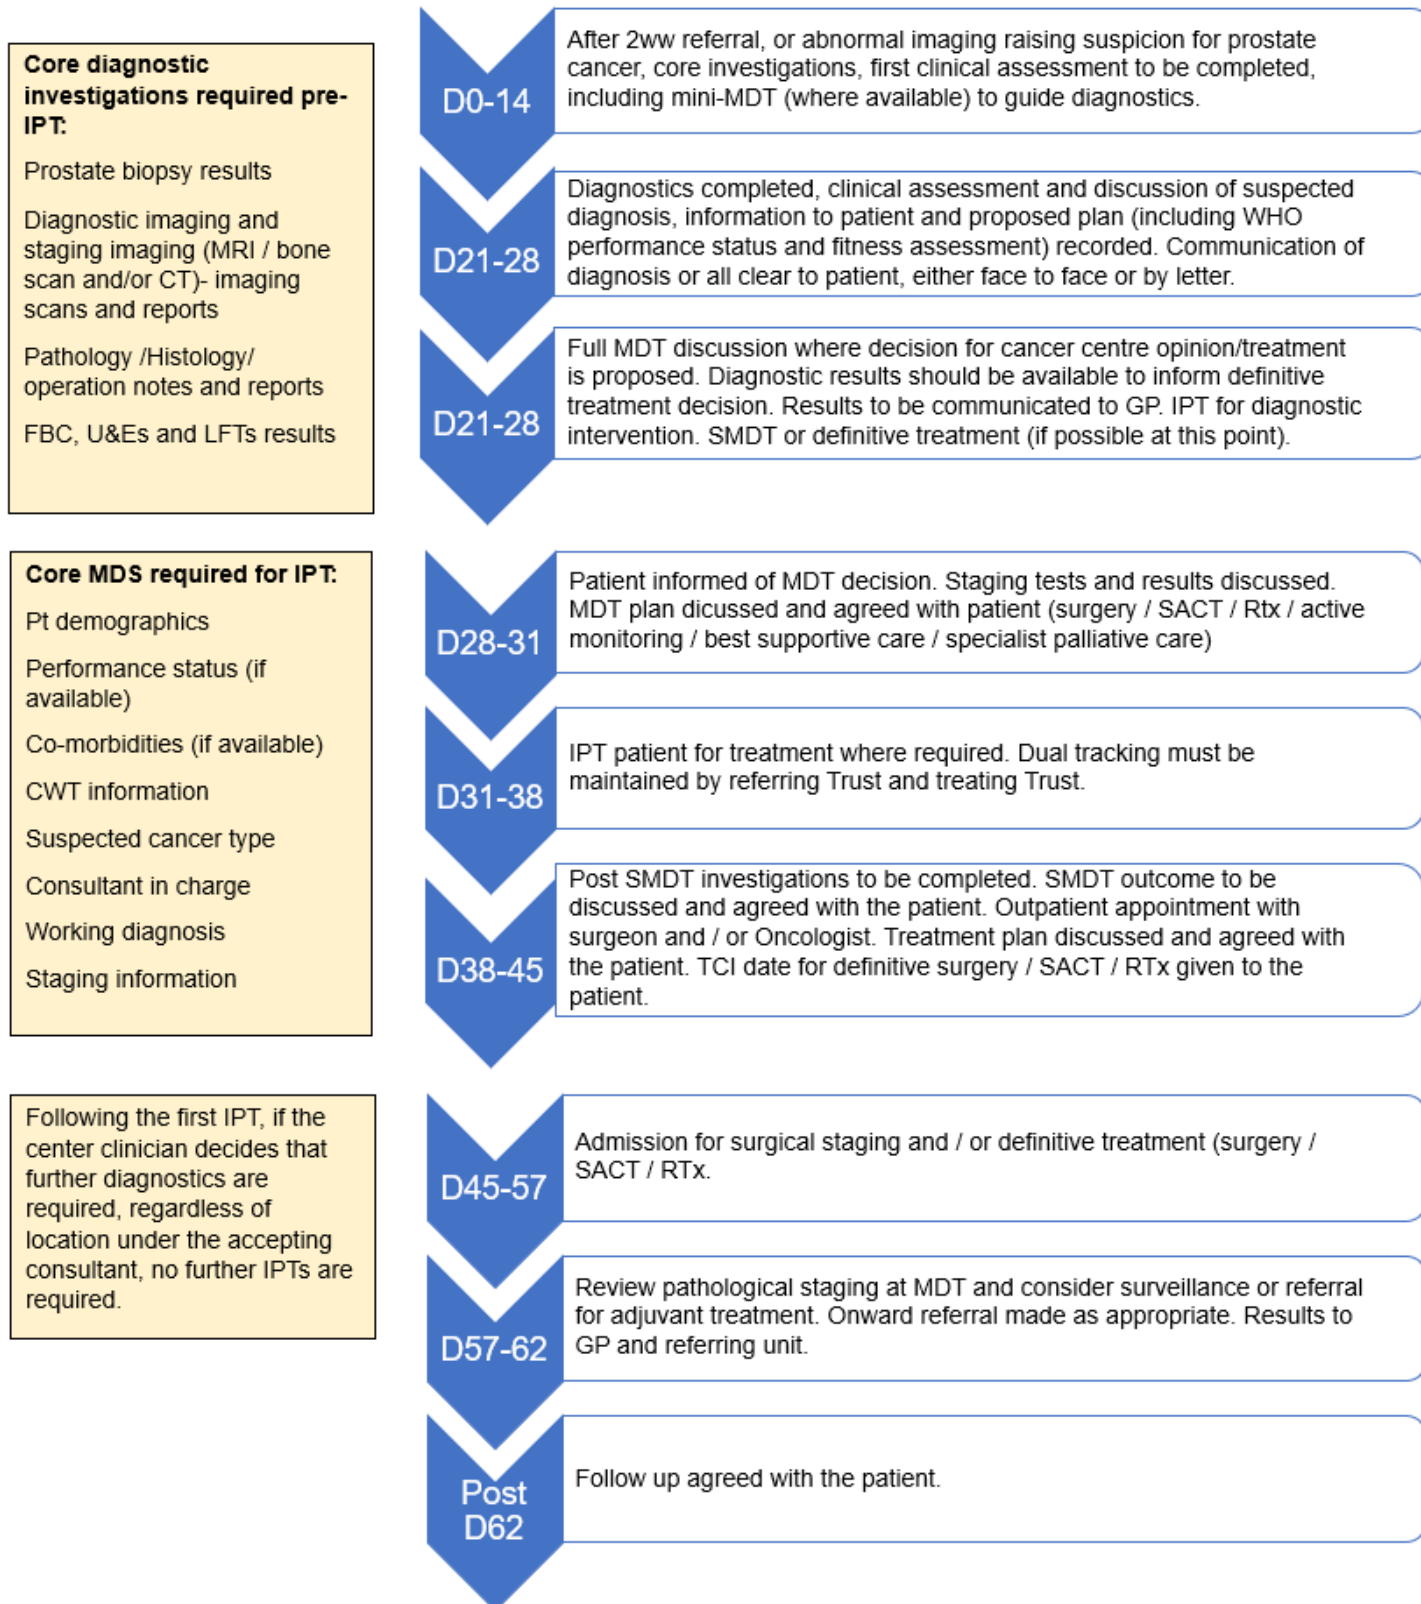 Core diagnostic
investigations required pre-
IPT:
Prostate biopsy results
Diagnostic imaging and
staging imaging (MRI / bone
scan and/or CT)- imaging
scans and reports
Pathology /Histology/
operation notes and reports
FBC, U&Es and LFTs results
D0-14
After 2ww referral, or abnormal imaging raising suspicion for prostate
cancer, core investigations, first clinical assessment to be completed,
including mini-MDT (where available) to guide diagnostics.
D21-28
Diagnostics completed, clinical assessment and discussion of suspected
diagnosis, information to patient and proposed plan (including WHO
performance status and fitness assessment) recorded. Communication of
diagnosis or all clear to patient, either face to face or by letter.
D21-28
Full MDT discussion where decision for cancer centre opinion/treatment
is proposed. Diagnostic results should be available to inform definitive
treatment decision. Results to be communicated to GP. IPT for diagnostic
intervention. SMDT or definitive treatment (if possible at this point).
Core MDS required for IPT:
Pt demographics
Performance status (if
available)
Co-morbidities (if available)
CWT information
Suspected cancer type
Consultant in charge
Working diagnosis
Staging information
D28-31
Patient informed of MDT decision. Staging tests and results discussed.
MDT plan dicussed and agreed with patient (surgery / SACT / Rtx / active
monitoring / best supportive care / specialist palliative care)
D31-38
IPT patient for treatment where required. Dual tracking must be
maintained by referring Trust and treating Trust.
D38-45
Post SMDT investigations to be completed. SMDT outcome to be
discussed and agreed with the patient. Outpatient appointment with
surgeon and / or Oncologist. Treatment plan discussed and agreed with
the patient. TCI date for definitive surgery / SACT / RTx given to the
patient.
Following the first IPT, if the
center clinician decides that
further diagnostics are
required, regardless of
location under the accepting
consultant, no further IPTs are
required.
D45-57
Admission for surgical staging and / or definitive treatment (surgery /
SACT / RTx.
D57-62
Review pathological staging at MDT and consider surveillance or referral
for adjuvant treatment. Onward referral made as appropriate. Results to
GP and referring unit.
Post
D62
Follow up agreed with the patient.